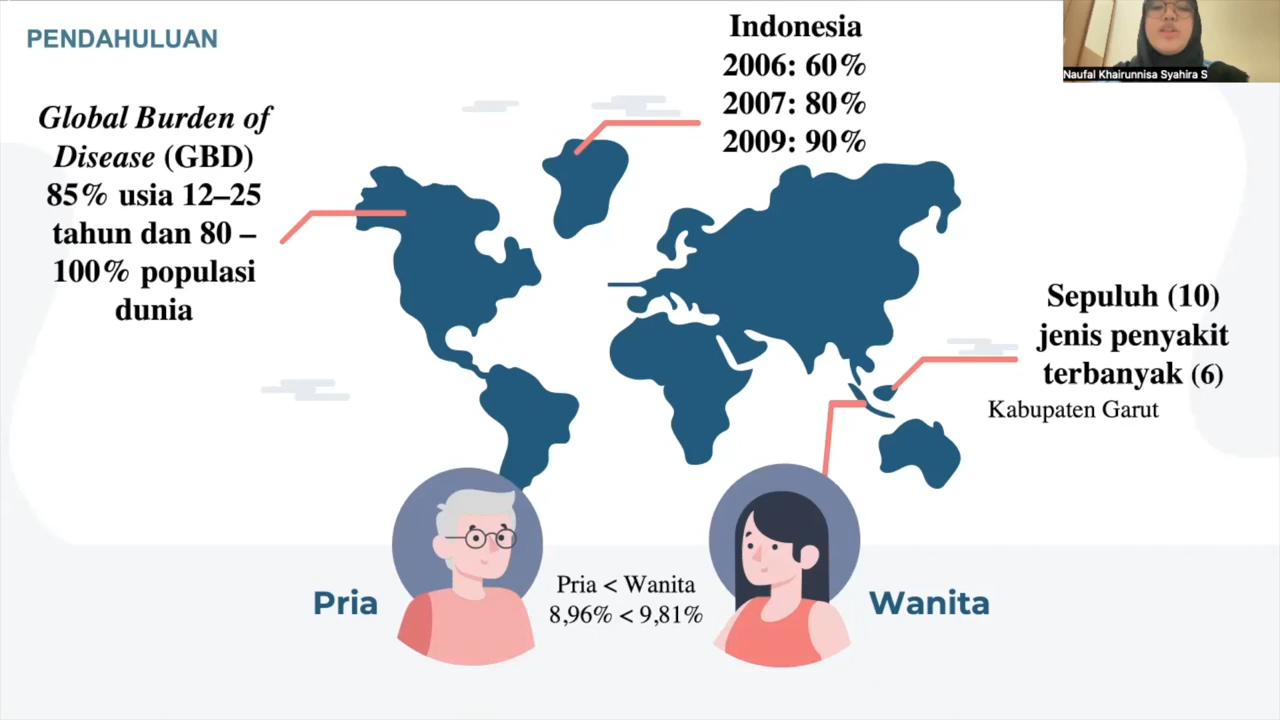 PENDAHULUAN
Global Burden of
Disease (GBD)
85% usia 12–25
tahun dan 80 –
100% populasi
dunia
Indonesia
2006: 60%
2007: 80%
2009: 90%
Naufal Khairunnisa Syahira S
Sepuluh (10)
jenis penyakit
terbanyak (6)
Kabupaten Garut
Pria
Pria < Wanita
8,96% < 9,81%
Wanita